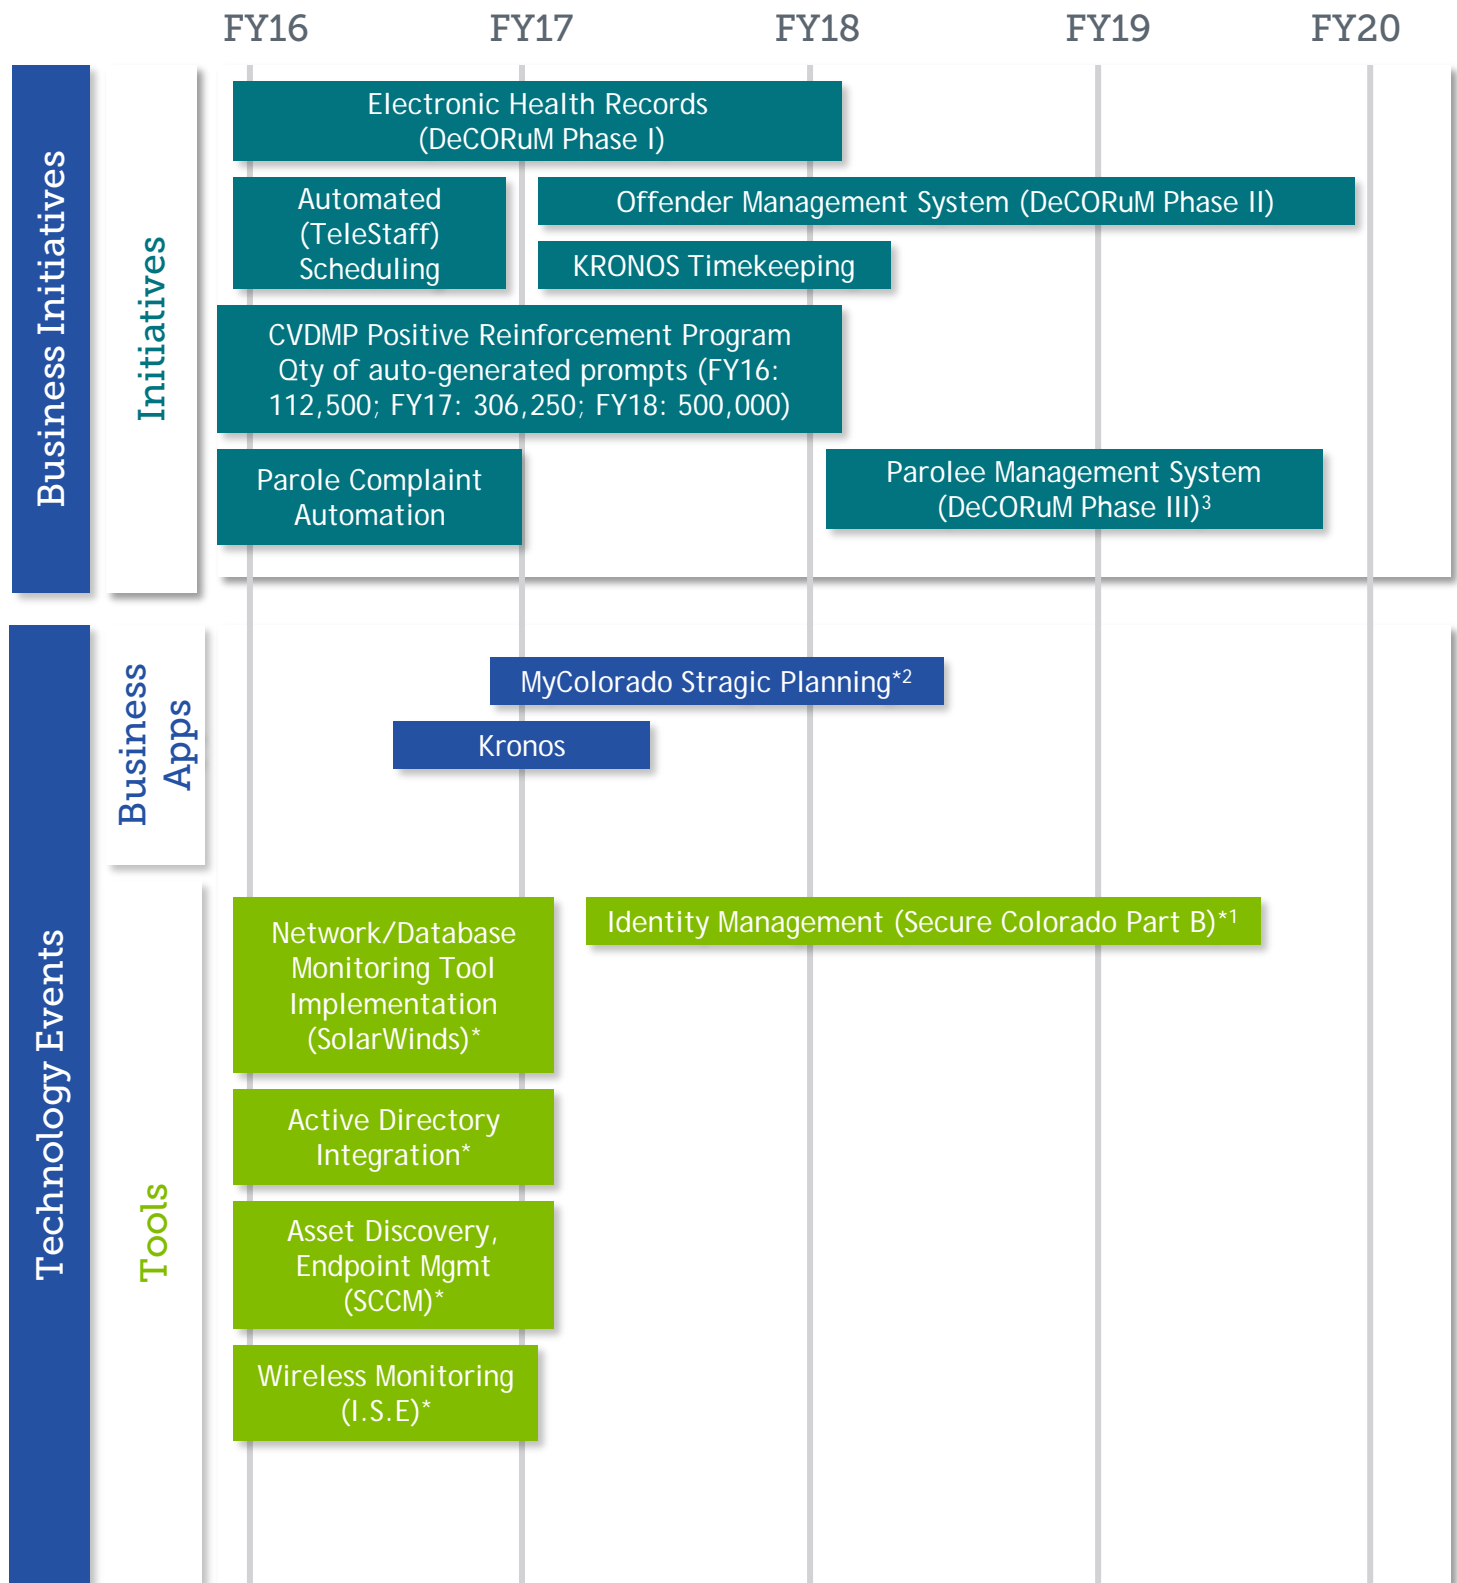 FY16 FY17 FY18 FY19 FY20
Business Initiatives
Initiatives
Electronic Health Records
(DeCORuM Phase I)
Automated
(TeleStaff)
Scheduling
Offender Management System (DeCORuM Phase II)
KRONOS Timekeeping
CVDMP Positive Reinforcement Program
Qty of auto-generated prompts (FY16:
112,500; FY17: 306,250; FY18: 500,000)
Parole Complaint
Automation
Parolee Management System
(DeCORuM Phase III)³
Technology Events
Business
Apps
MyColorado Stragic Planning*²
Kronos
Tools
Network/Database
Monitoring Tool
Implementation
(SolarWinds)*
Identity Management (Secure Colorado Part B)*¹
Active Directory
Integration*
Asset Discovery,
Endpoint Mgmt
(SCCM)*
Wireless Monitoring
(I.S.E)*